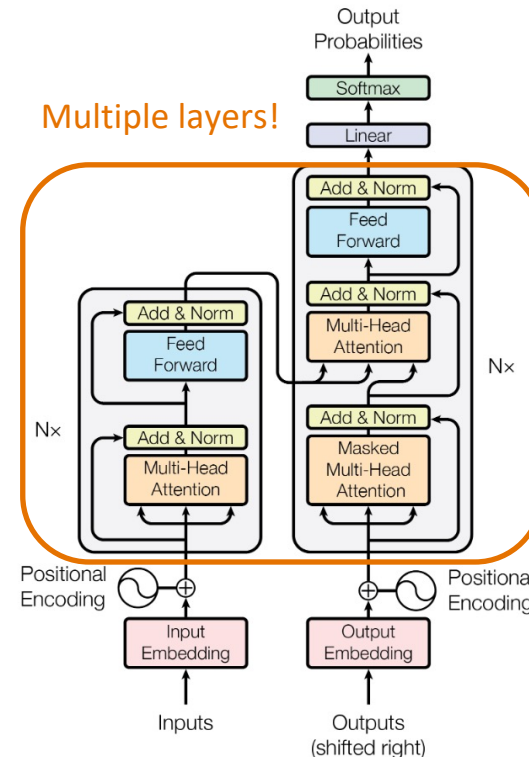 Output
Probabilities
Softmax
Multiple layers!
Linear
Add & Norm
Feed
Forward
Add & Norm
Multi-Head
Attention
Add & Norm
Feed
Forward
N×
N×
Add & Norm
Masked
Multi-Head
Attention
Add & Norm
Multi-Head
Attention
Positional
Encoding
Positional
Encoding
Input
Embedding
Output
Embedding
Inputs
Outputs
(shifted right)